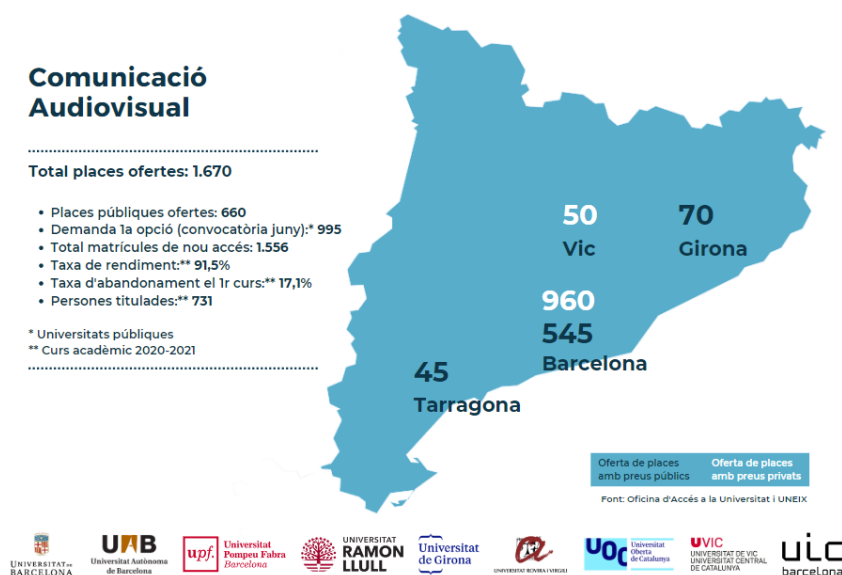 Comunicació
Audiovisual
Total places ofertes: 1.670
• Places públiques ofertes: 660
• Demanda 1a opció (convocatòria juny):* 995
• Total matrícules de nou accés: 1.556
• Taxa de rendiment:** 91,5%
• Taxa d'abandonament el 1r curs:** 17,1%
• Persones titulades:** 731
* Universitats públiques
** Curs acadèmic 2020-2021
50
Vic
70
Girona
960
545
Barcelona
45
Tarragona
Oferta de places
amb preus públics
Oferta de places
amb preus privats
Font: Oficina d'Accés a la Universitat i UNEIX
UNIVERSITAT DE
BARCELONA
UAB
Universitat Autònoma
de Barcelona
upf.
Universitat
Pompeu Fabra
Barcelona
UNIVERSITAT
RAMON
LLULL
Universitat
de Girona
UNIVERSITAT ROVIRA I VIRGILI
UOC
Universitat
Oberta
de Catalunya
UVIC
UNIVERSITAT DE VIC
UNIVERSITAT CENTRAL
DE CATALUNYA
uic
barcelona